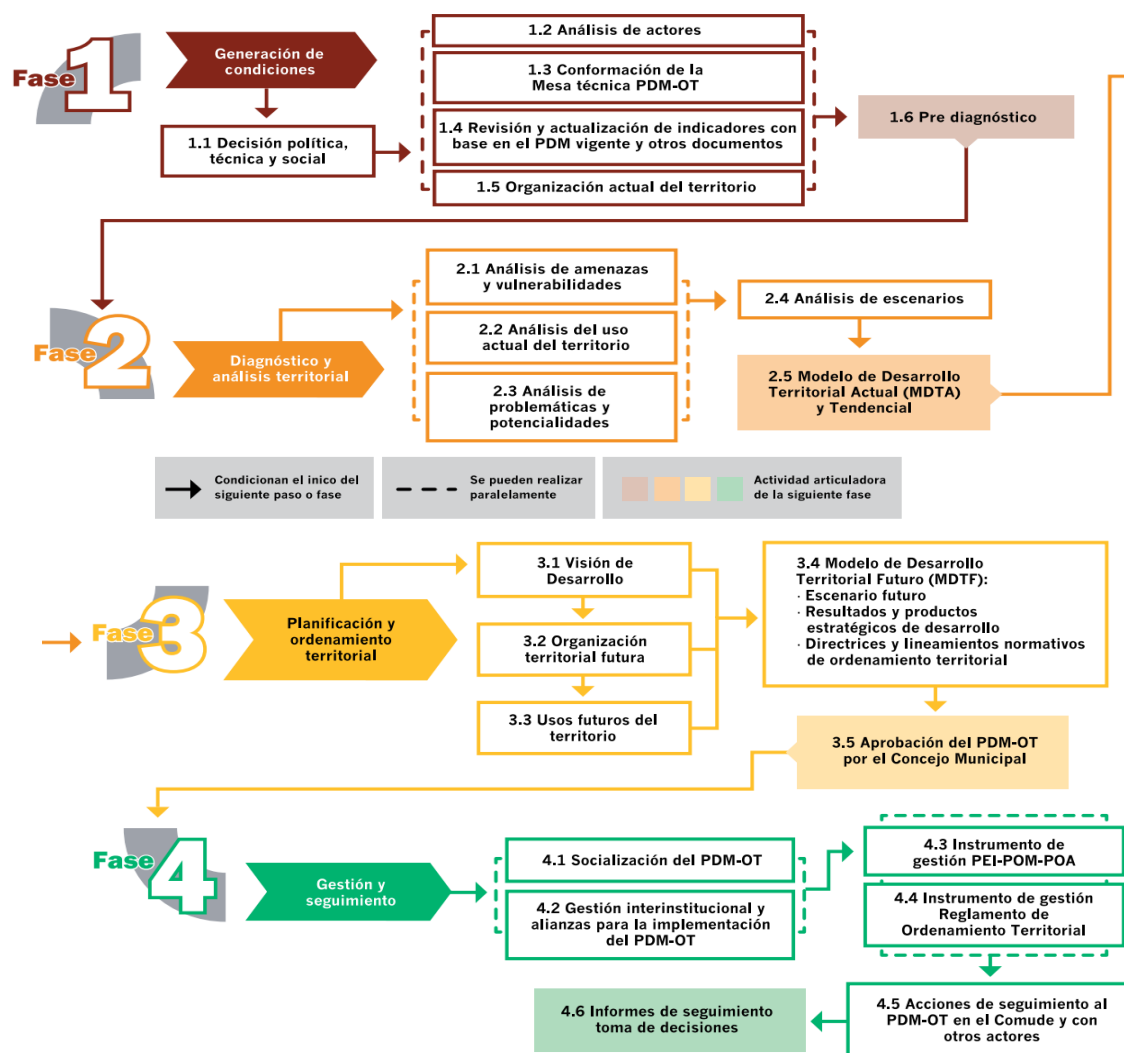 Fase 1
Generación de
condiciones
1.1 Decisión política,
técnica y social
1.2 Análisis de actores
1.3 Conformación de la
Mesa técnica PDM-OT
1.4 Revisión y actualización de indicadores con
base en el PDM vigente y otros documentos
1.5 Organización actual del territorio
1.6 Pre diagnóstico
Fase 2
Diagnóstico y
análisis territorial
2.1 Análisis de amenazas
y vulnerabilidades
2.2 Análisis del uso
actual del territorio
2.3 Análisis de
problemáticas y
potencialidades
2.4 Análisis de escenarios
2.5 Modelo de Desarrollo
Territorial Actual (MDTA)
y Tendencial
Condicionan el inico del
siguiente paso o fase
Se pueden realizar
paralelamente
Actividad articuladora
de la siguiente fase
Fase 3
Planificación y
ordenamiento
territorial
3.1 Visión de
Desarrollo
3.2 Organización
territorial futura
3.3 Usos futuros del
territorio
3.4 Modelo de Desarrollo
Territorial Futuro (MDTF):
· Escenario futuro
· Resultados y productos
estratégicos de desarrollo
· Directrices y lineamientos normativos
de ordenamiento territorial
3.5 Aprobación del PDM-OT
por el Concejo Municipal
Fase 4
Gestión y
seguimiento
4.1 Socialización del PDM-OT
4.2 Gestión interinstitucional y
alianzas para la implementación
del PDM-OT
4.3 Instrumento de
gestión PEI-POM-POA
4.4 Instrumento de gestión
Reglamento de
Ordenamiento Territorial
4.5 Acciones de seguimiento al
PDM-OT en el Comude y con
otros actores
4.6 Informes de seguimiento
toma de decisiones